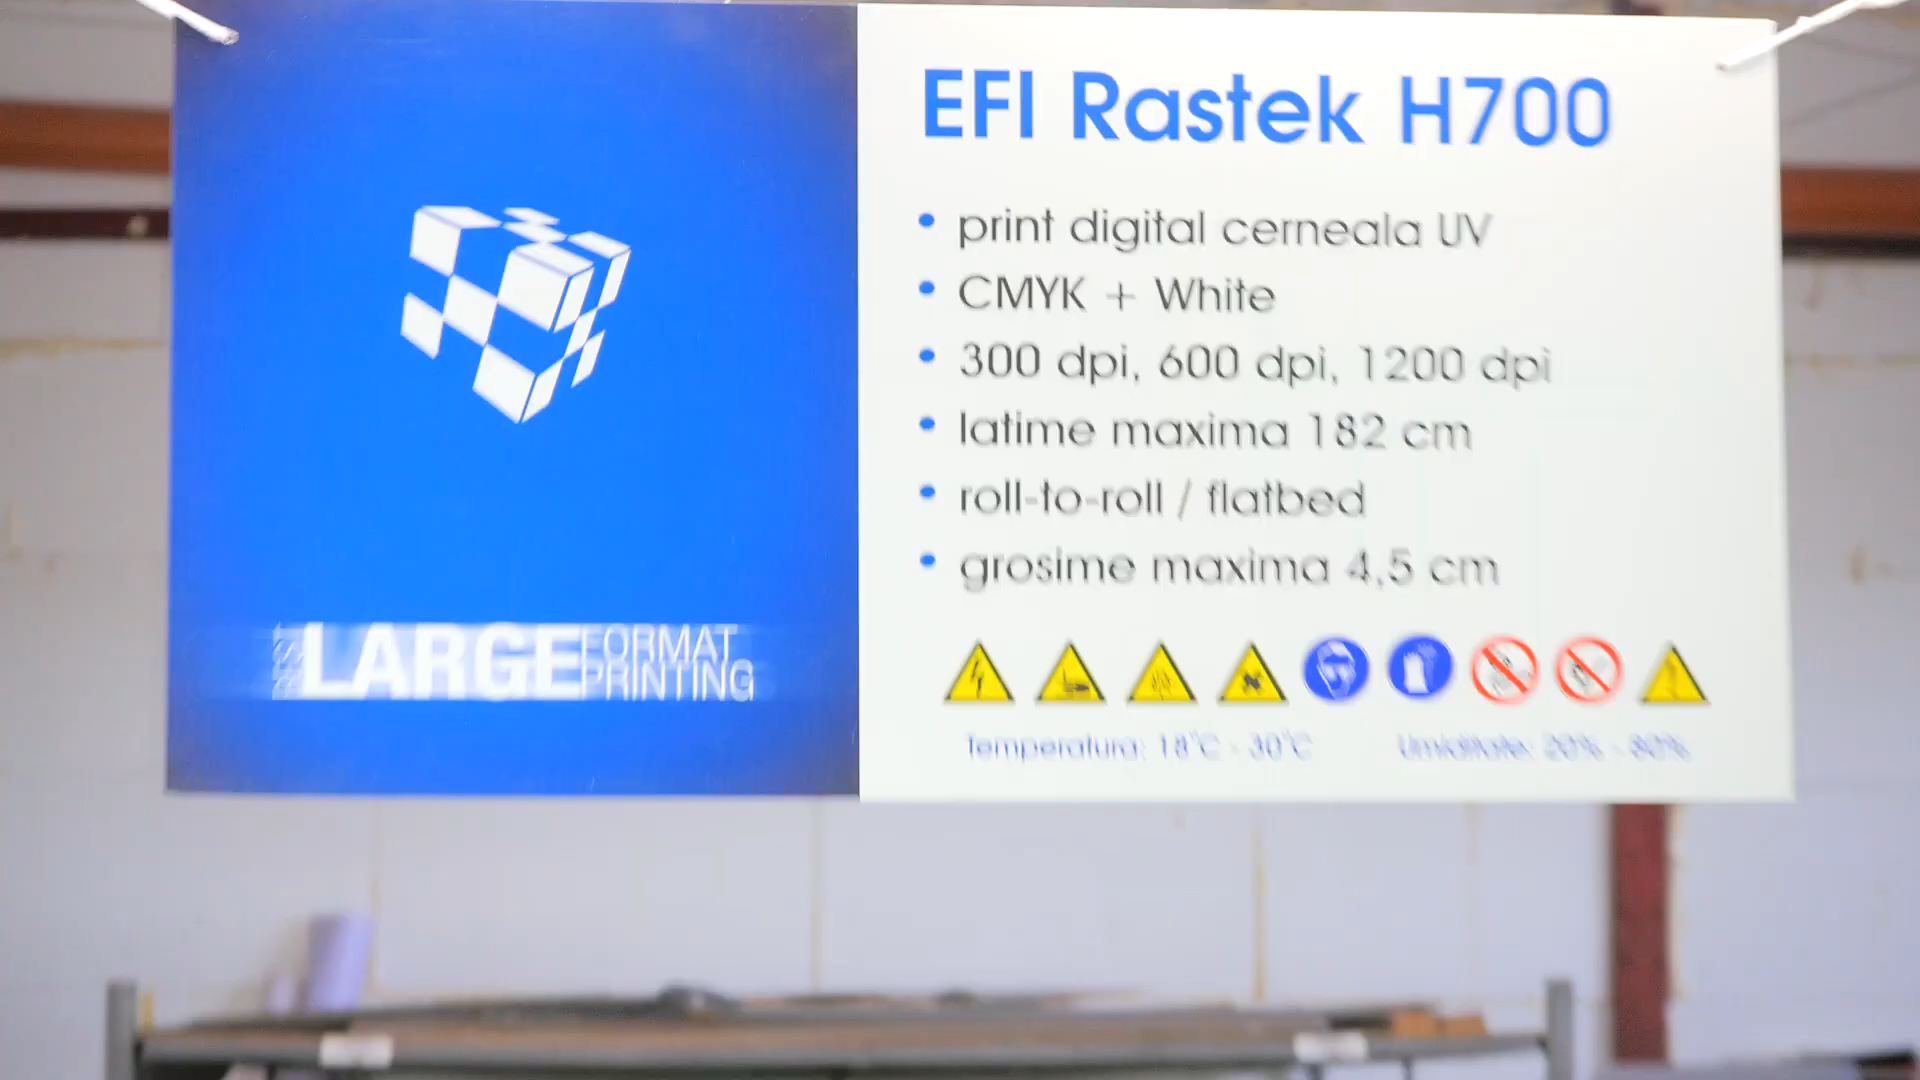 EFI Rastek H700
• print digital cerneala UV
• CMYK + White
• 300 dpi, 600 dpi, 1200 dpi
• latime maxima 182 cm
• roll-to-roll / flatbed
• grosime maxima 4,5 cm
LARGE FORMAT
PRINTING
Temperatura: 18°C - 30°C
Umiditate: 20% - 80%